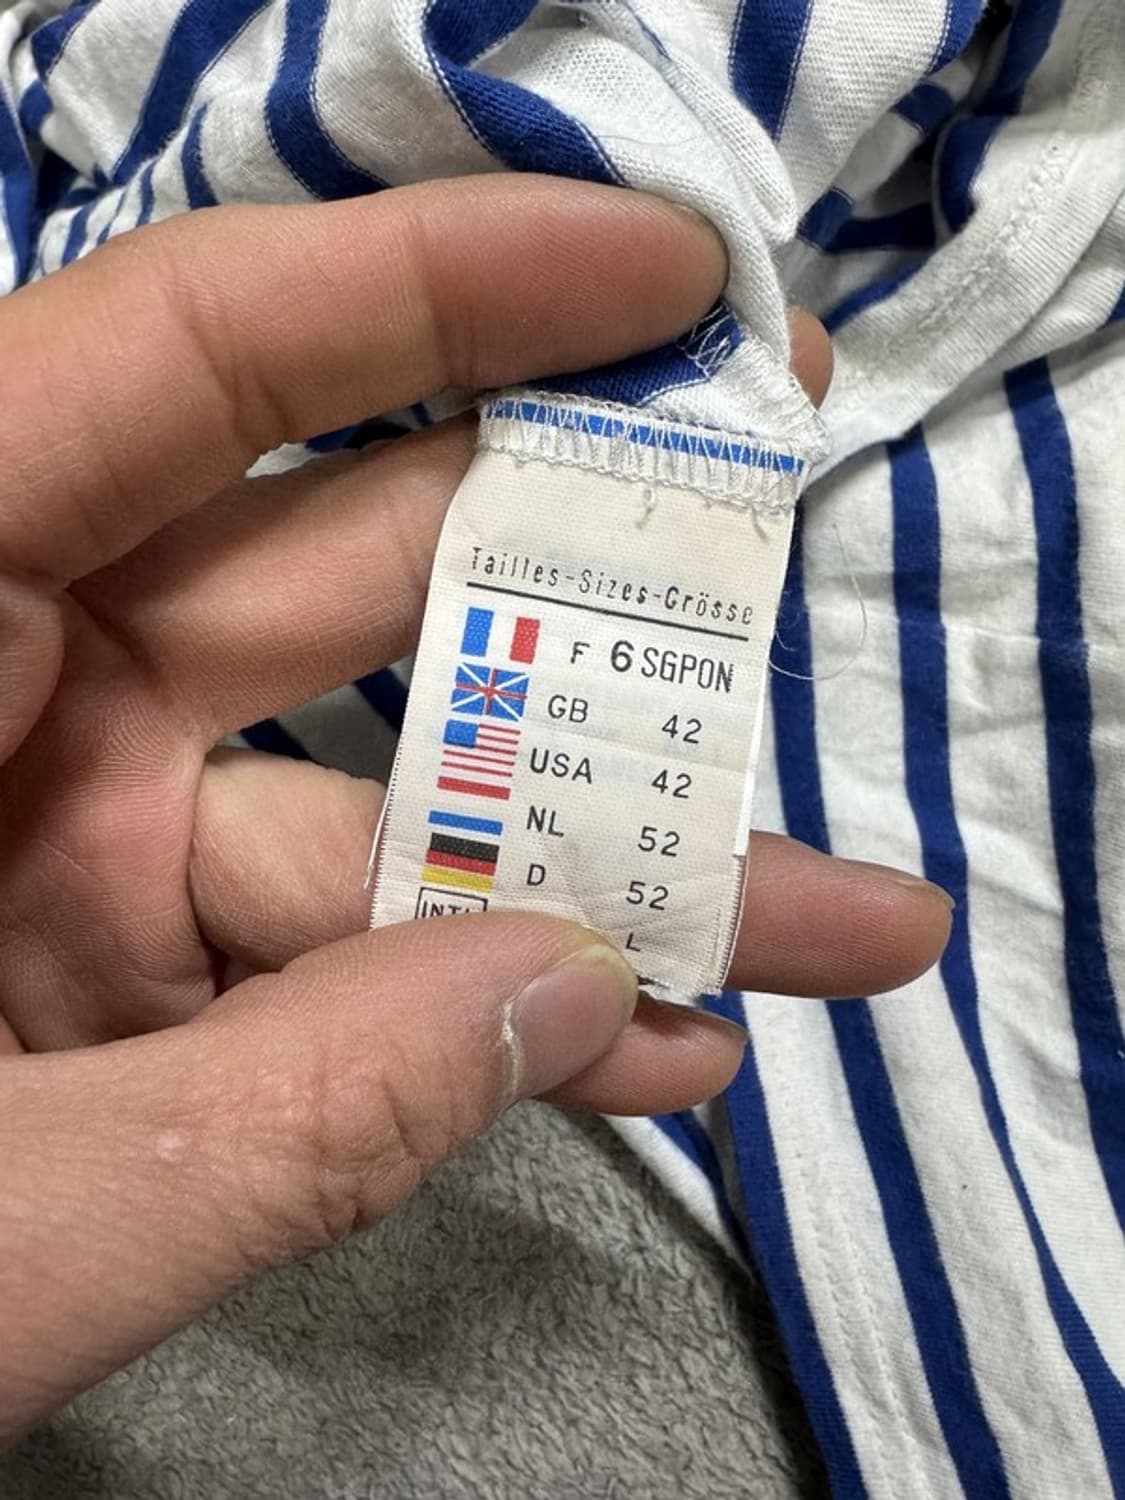 Tailles-Sizes-Grösse
F 6 SGPON
GB 42
USA 42
NL 52
D 52
L